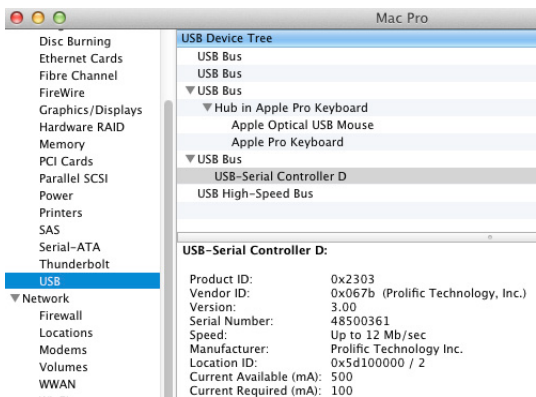 Mac Pro
Disc Burning
Ethernet Cards
Fibre Channel
FireWire
Graphics/Displays
Hardware RAID
Memory
PCI Cards
Parallel SCSI
Power
Printers
SAS
Serial-ATA
Thunderbolt
USB
Network
Firewall
Locations
Modems
Volumes
WWAN
USB Device Tree
USB Bus
USB Bus
USB Bus
Hub in Apple Pro Keyboard
Apple Optical USB Mouse
Apple Pro Keyboard
USB Bus
USB-Serial Controller D
USB High-Speed Bus
USB-Serial Controller D:
Product ID: 0x2303
Vendor ID: 0x067b (Prolific Technology, Inc.)
Version: 3.00
Serial Number: 48500361
Speed: Up to 12 Mb/sec
Manufacturer: Prolific Technology Inc.
Location ID: 0x5d100000 / 2
Current Available (mA): 500
Current Required (mA): 100